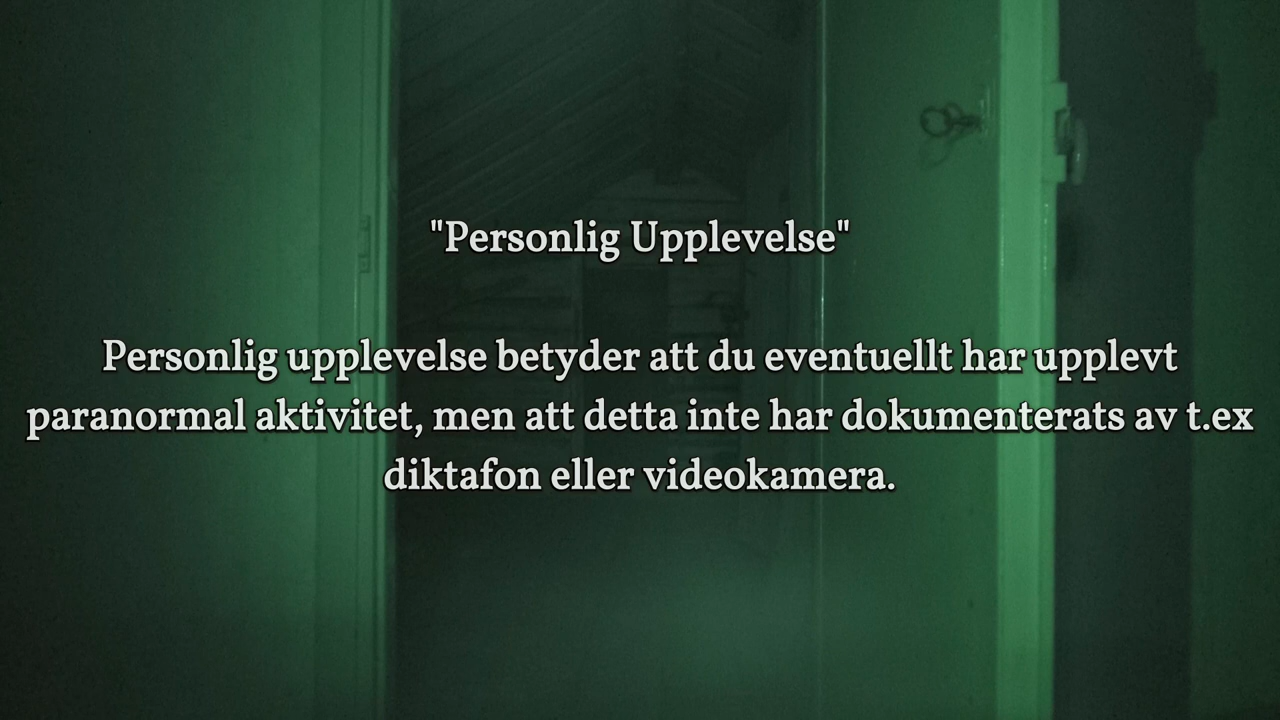 "Personlig Upplevelse"
Personlig upplevelse betyder att du eventuellt har upplevt
paranormal aktivitet, men att detta inte har dokumenterats av t.ex
diktafon eller videokamera.